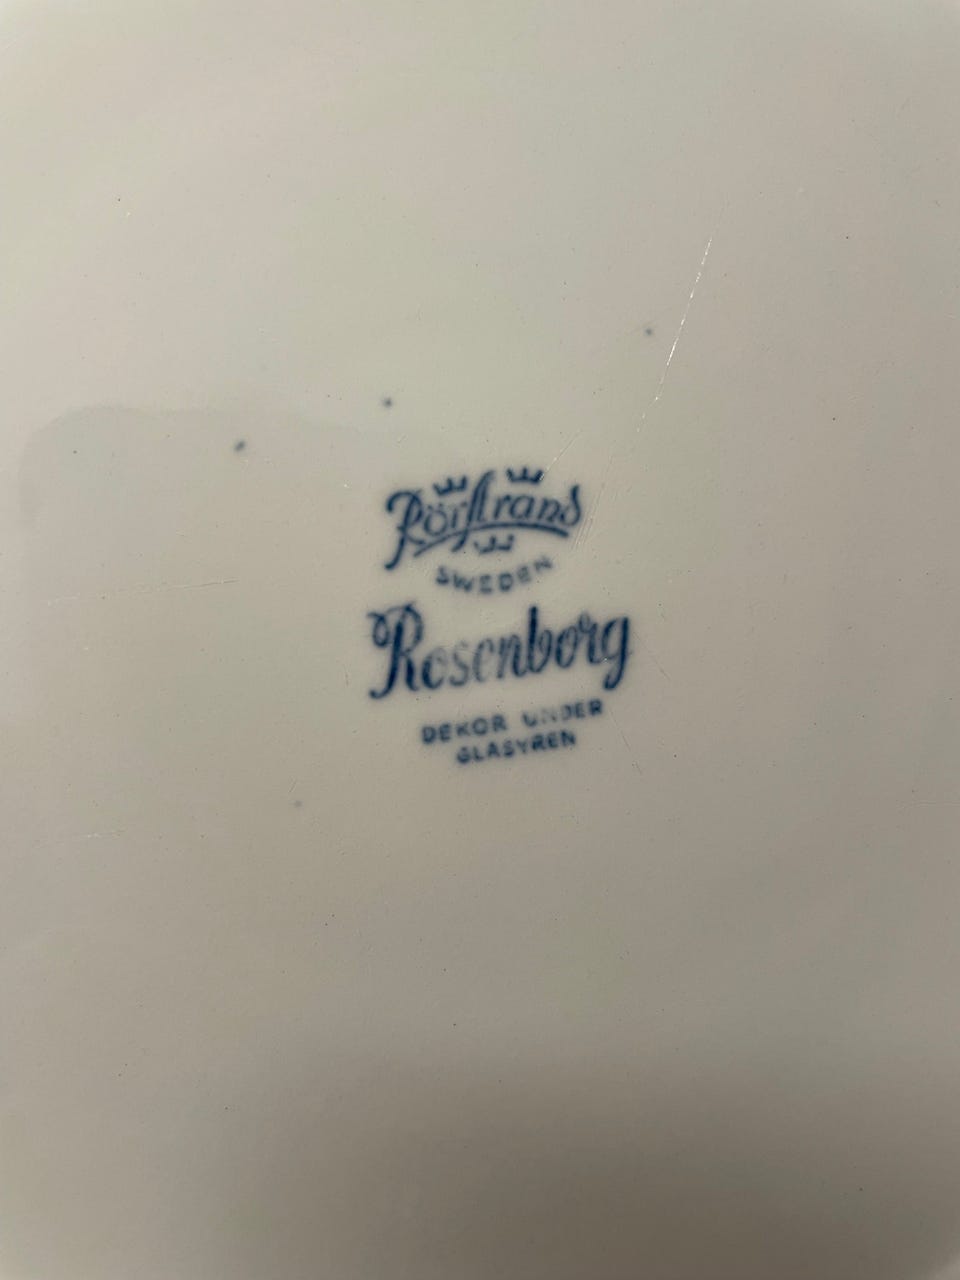 Rörstrand
SWEDEN
Rosenborg
DEKOR UNDER
GLASYREN